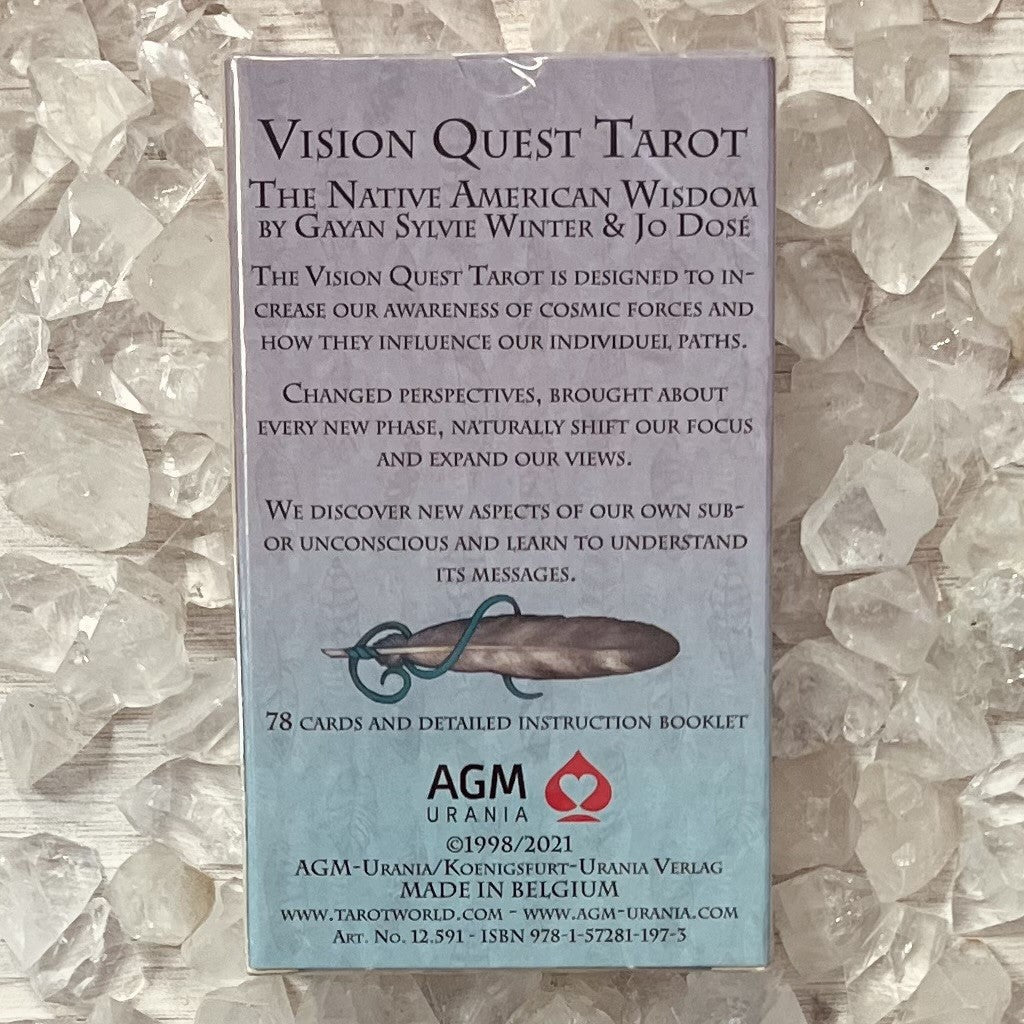 Vision Quest Tarot
The Native American Wisdom
by Gayan Sylvie Winter & Jo Dosé
The Vision Quest Tarot is designed to in-
crease our awareness of cosmic forces and
how they influence our individuel paths.
Changed perspectives, brought about
every new phase, naturally shift our focus
and expand our views.
We discover new aspects of our own sub-
or unconscious and learn to understand
its messages.
78 cards and detailed instruction booklet
AGM
URANIA
©1998/2021
AGM-Urania/Koenigsfurt-Urania Verlag
MADE IN BELGIUM
www.tarotworld.com - www.agm-urania.com
Art. No. 12.591 - ISBN 978-1-57281-197-3